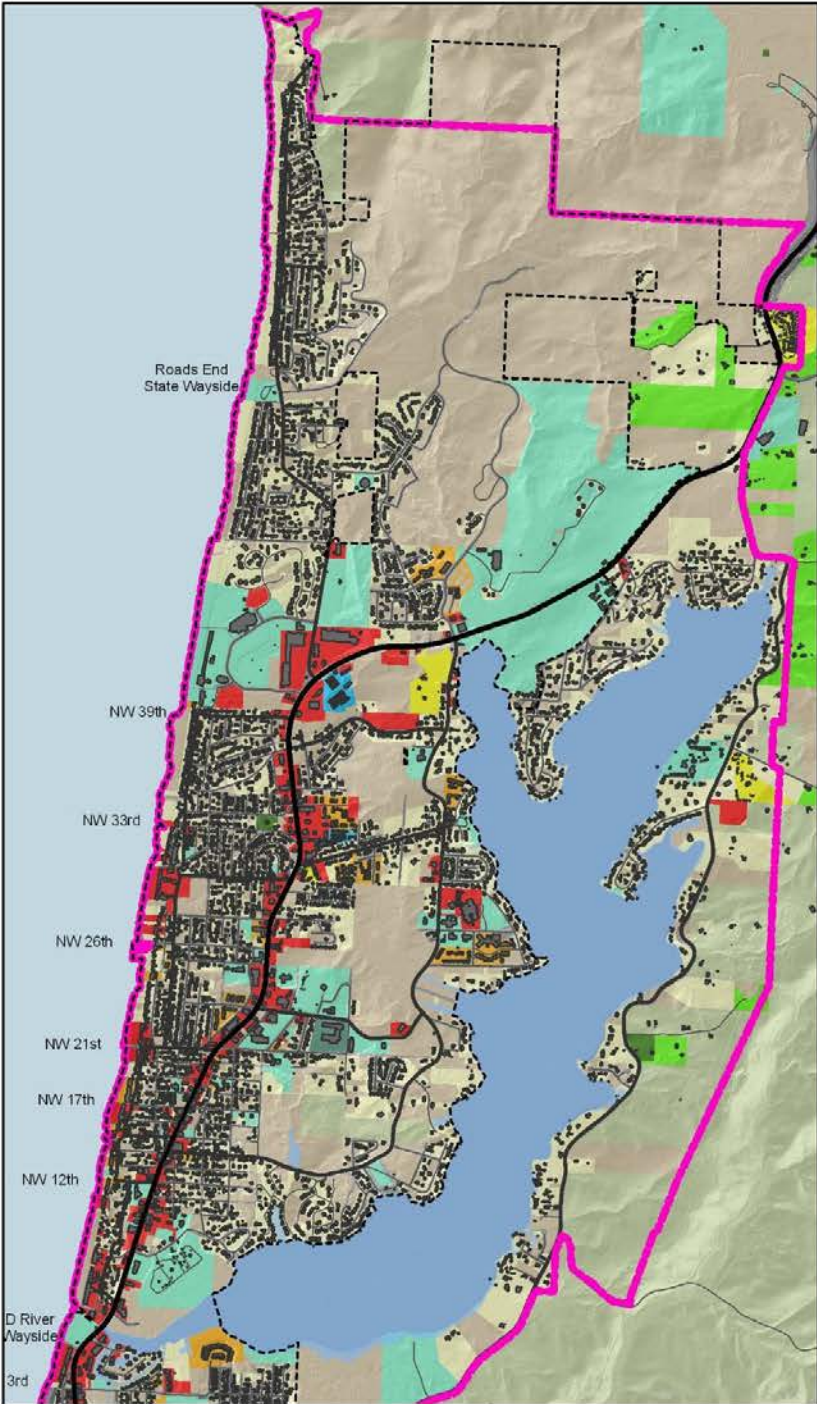 Roads End
State Wayside
NW 39th
NW 33rd
NW 26th
NW 21st
NW 17th
NW 12th
D River
Wayside
3rd